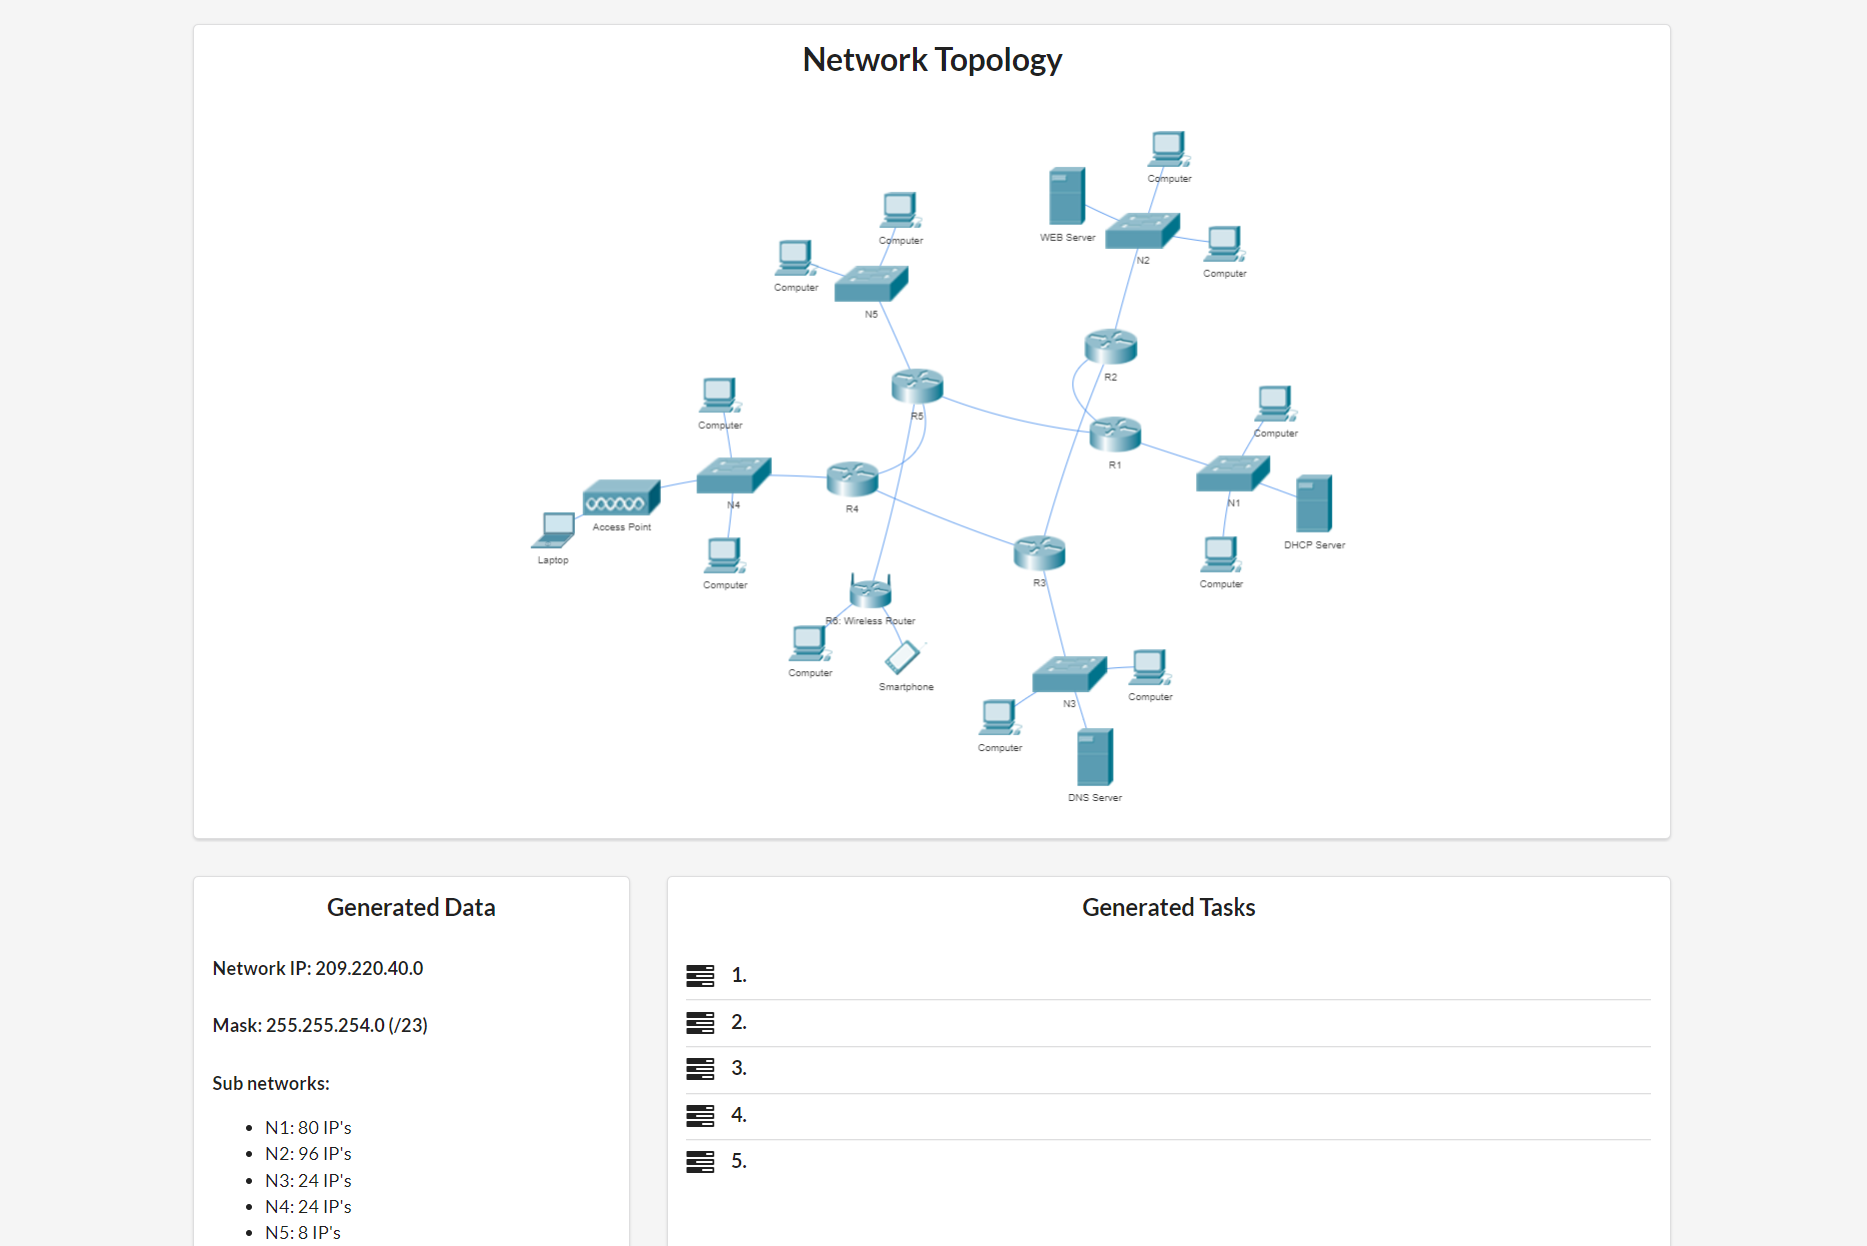 Network Topology
Computer
WEB Server
Computer
N2
Computer
Computer
N5
R2
R5
Computer
Computer
R1
N4
R4
N1
Access Point
DHCP Server
Laptop
Computer
R3
Computer
R6: Wireless Router
Computer
Smartphone
Computer
N3
Computer
DNS Server
Generated Data
Network IP: 209.220.40.0
Mask: 255.255.254.0 (/23)
Sub networks:
N1: 80 IP's
N2: 96 IP's
N3: 24 IP's
N4: 24 IP's
N5: 8 IP's
Generated Tasks
1.
2.
3.
4.
5.